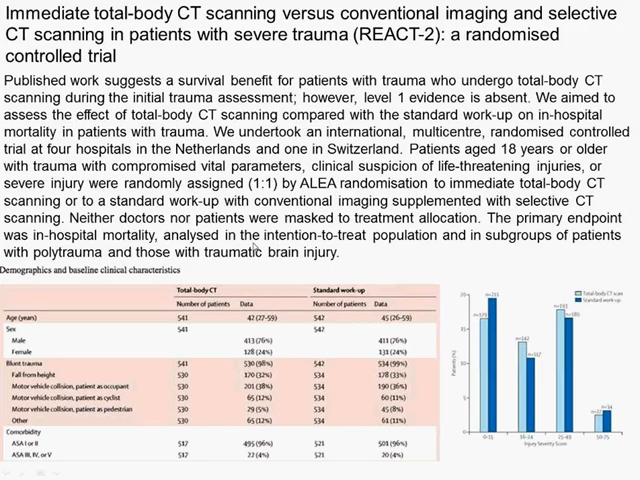 Immediate total-body CT scanning versus conventional imaging and selective
CT scanning in patients with severe trauma (REACT-2): a randomised
controlled trial
Published work suggests a survival benefit for patients with trauma who undergo total-body CT
scanning during the initial trauma assessment; however, level 1 evidence is absent. We aimed to
assess the effect of total-body CT scanning compared with the standard work-up on in-hospital
mortality in patients with trauma. We undertook an international, multicentre, randomised controlled
trial at four hospitals in the Netherlands and one in Switzerland. Patients aged 18 years or older
with trauma with compromised vital parameters, clinical suspicion of life-threatening injuries, or
severe injury were randomly assigned (1:1) by ALEA randomisation to immediate total-body CT
scanning or to a standard work-up with conventional imaging supplemented with selective CT
scanning. Neither doctors nor patients were masked to treatment allocation. The primary endpoint
was in-hospital mortality, analysed in the intention-to-treat population and in subgroups of patients
with polytrauma and those with traumatic brain injury.
Demographics and baseline clinical characteristics
Total-body CT Standard work-up
Number of patients Data Number of patients Data
Age (years) 541 42 (27-59) 542 45 (26-59)
Sex 541 542
Male 413 (76%) 411 (76%)
Female 128 (24%) 131 (24%)
Blunt trauma 541 530 (98%) 542 534 (99%)
Fall from height 530 170 (32%) 534 178 (33%)
Motor vehicle collision, patient as occupant 530 201 (38%) 534 190 (36%)
Motor vehicle collision, patient as cyclist 530 65 (12%) 534 60 (11%)
Motor vehicle collision, patient as pedestrian 530 29 (5%) 534 45 (8%)
Other 530 65 (12%) 534 61 (11%)
Comorbidity
ASA I or II 517 495 (96%) 521 501 (96%)
ASA III, IV, or V 517 22 (4%) 521 20 (4%)
Total-body CT scan
Standard work-up
Patients (%)
20
15
10
5
0
0-15 16-24 25-49 50-75
Injury Severity Score